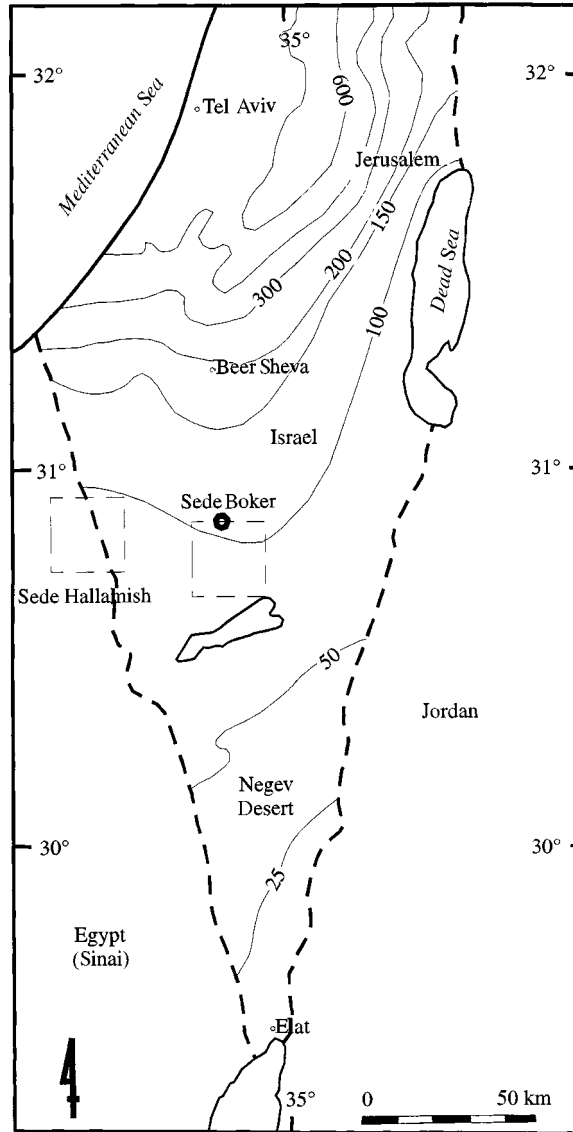 35°
32°
32°
600
Tel Aviv
Mediterranean Sea
Jerusalem
150
200
300
100
Dead Sea
Beer Sheva
Israel
31°
31°
Sede Boker
Sede Hallamish
50
Jordan
Negev
Desert
30°
30°
25
Egypt
(Sinai)
Elat
4
35°
0
50 km